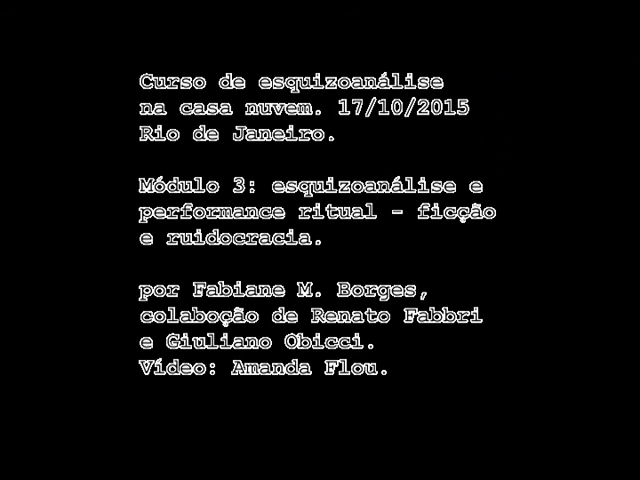 Curso de esquizoanálise
na casa nuvem. 17/10/2015
Rio de Janeiro.
Módulo 3: esquizoanálise e
performance ritual - ficção
e ruidocracia.
por Fabiane M. Borges,
colaboção de Renato Fabbri
e Giuliano Obicci.
Vídeo: Amanda Flou.